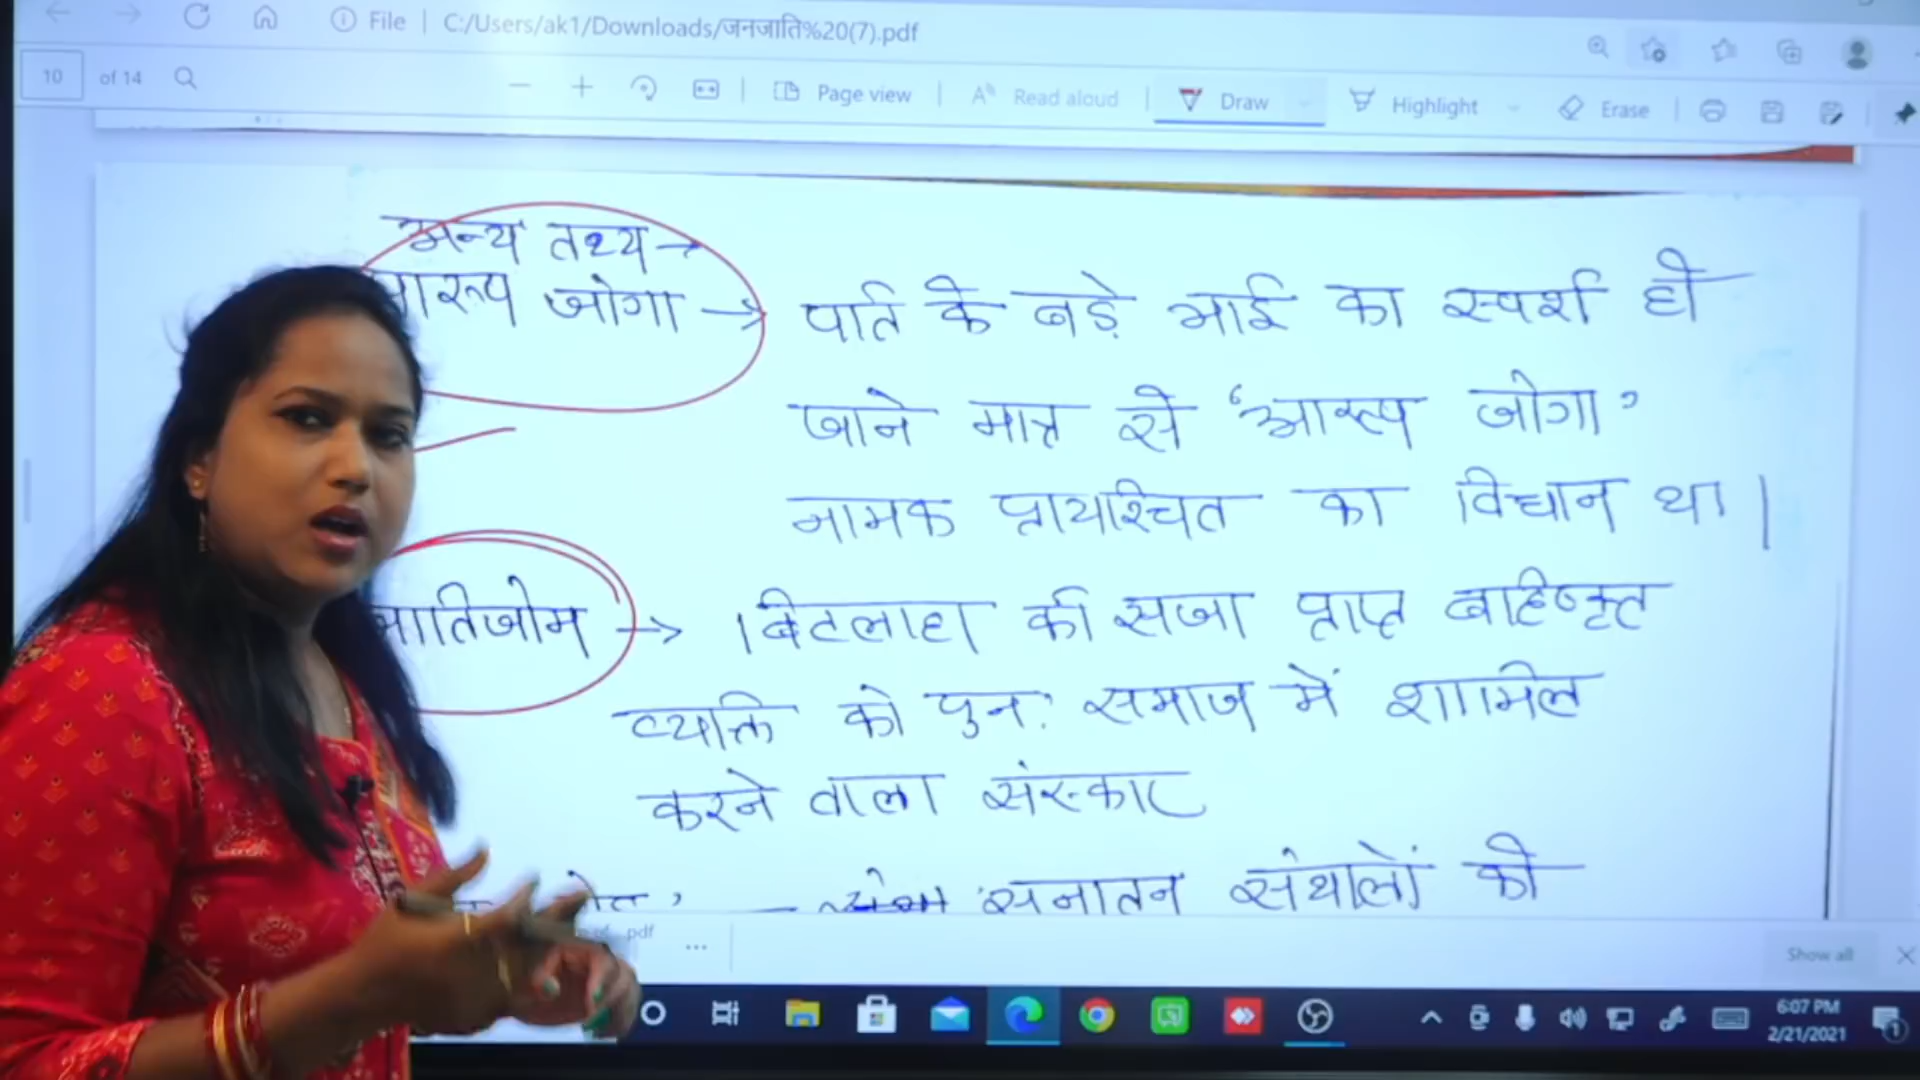 File | C:/Users/ak1/Downloads/जनजाति%20(7).pdf
10 of 14 Page view Read aloud Draw Highlight Erase
अन्य तथ्य →
जोगा → पति के बड़े भाई का स्पर्श हो
जाने मात्र से 'आरूप जोगा'
नामक प्रायश्चित का विधान था |
जातिजोम → बिटलाहा की सजा प्राप्त बहिष्कृत
व्यक्ति को पुनः समाज में शामिल
करने वाला संस्कार
— सनातन संथालों की
.pdf ... Show all
6:07 PM
2/21/2021
1